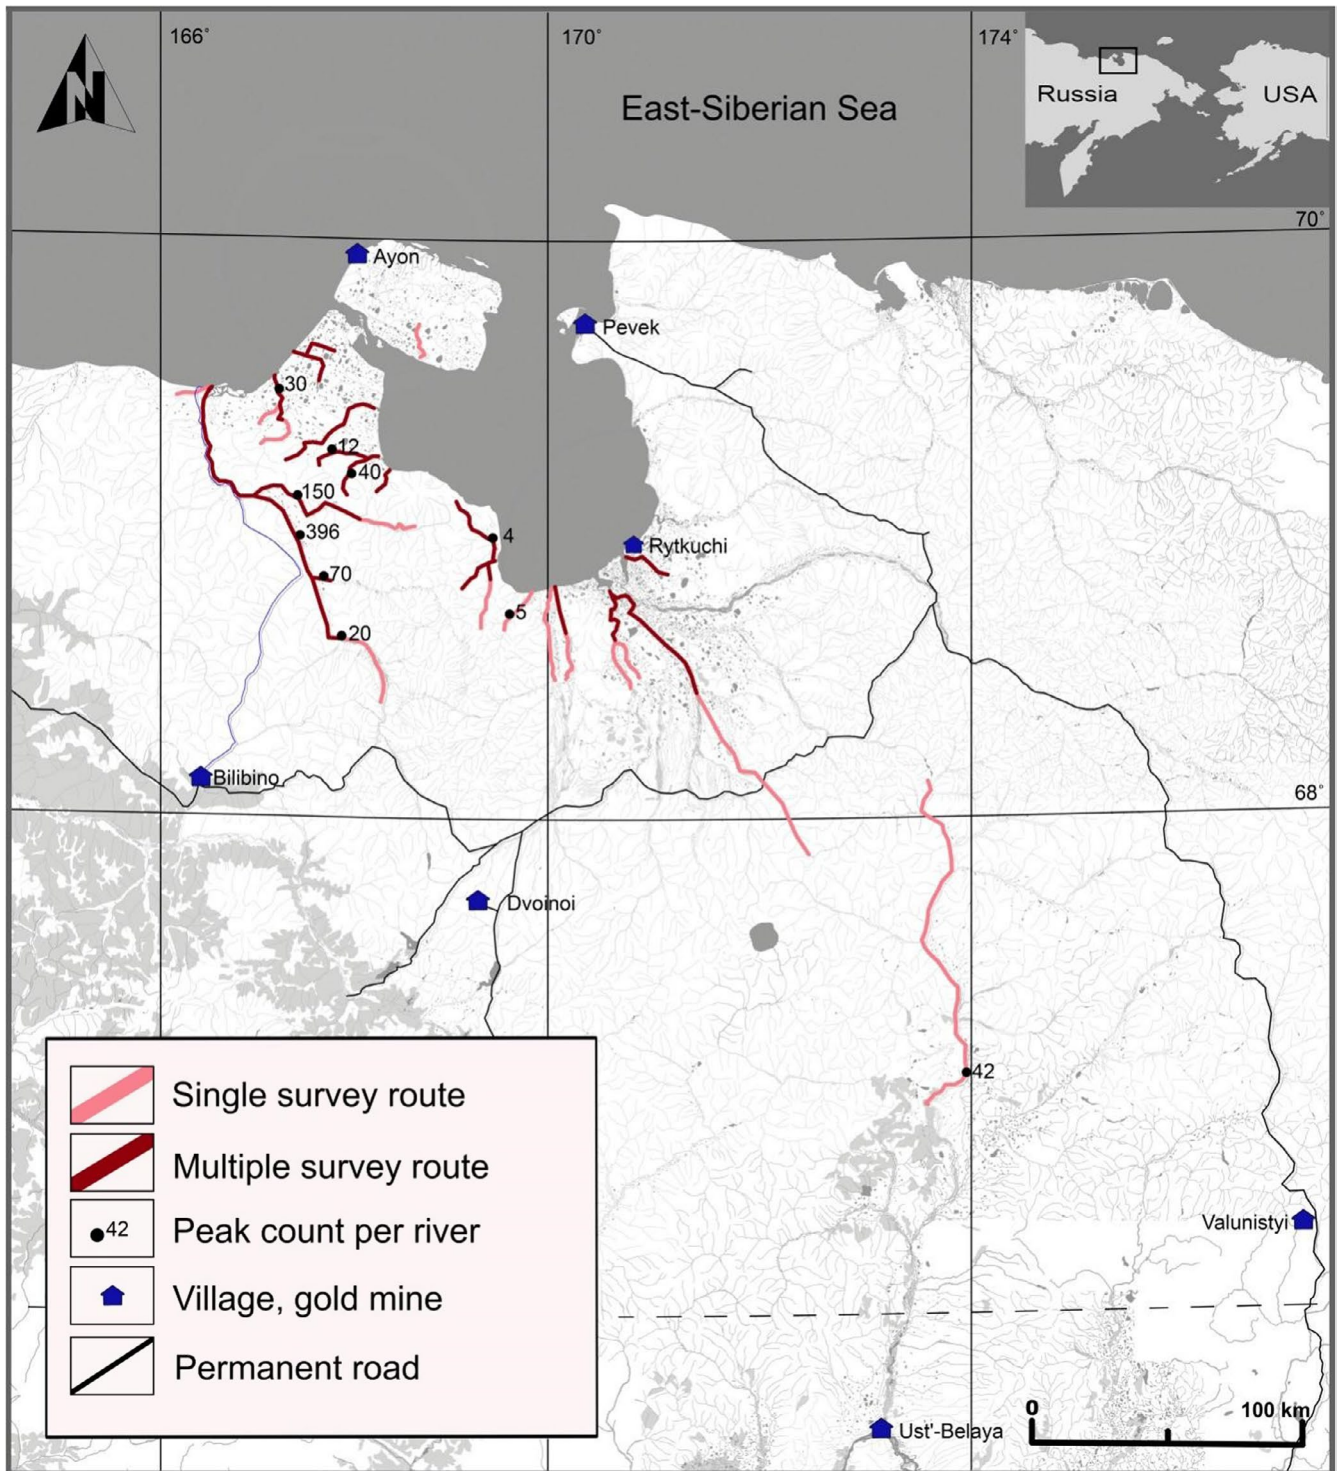 166°
170°
174°
N
East-Siberian Sea
Russia
USA
70°
Ayon
Pevek
30
12
40
150
396
4
Rytkuchi
70
5
20
Bilibino
68°
Dvoinoi
42
Single survey route
Multiple survey route
42
Peak count per river
Village, gold mine
Permanent road
Valunistyi
0
100 km
Ust'-Belaya